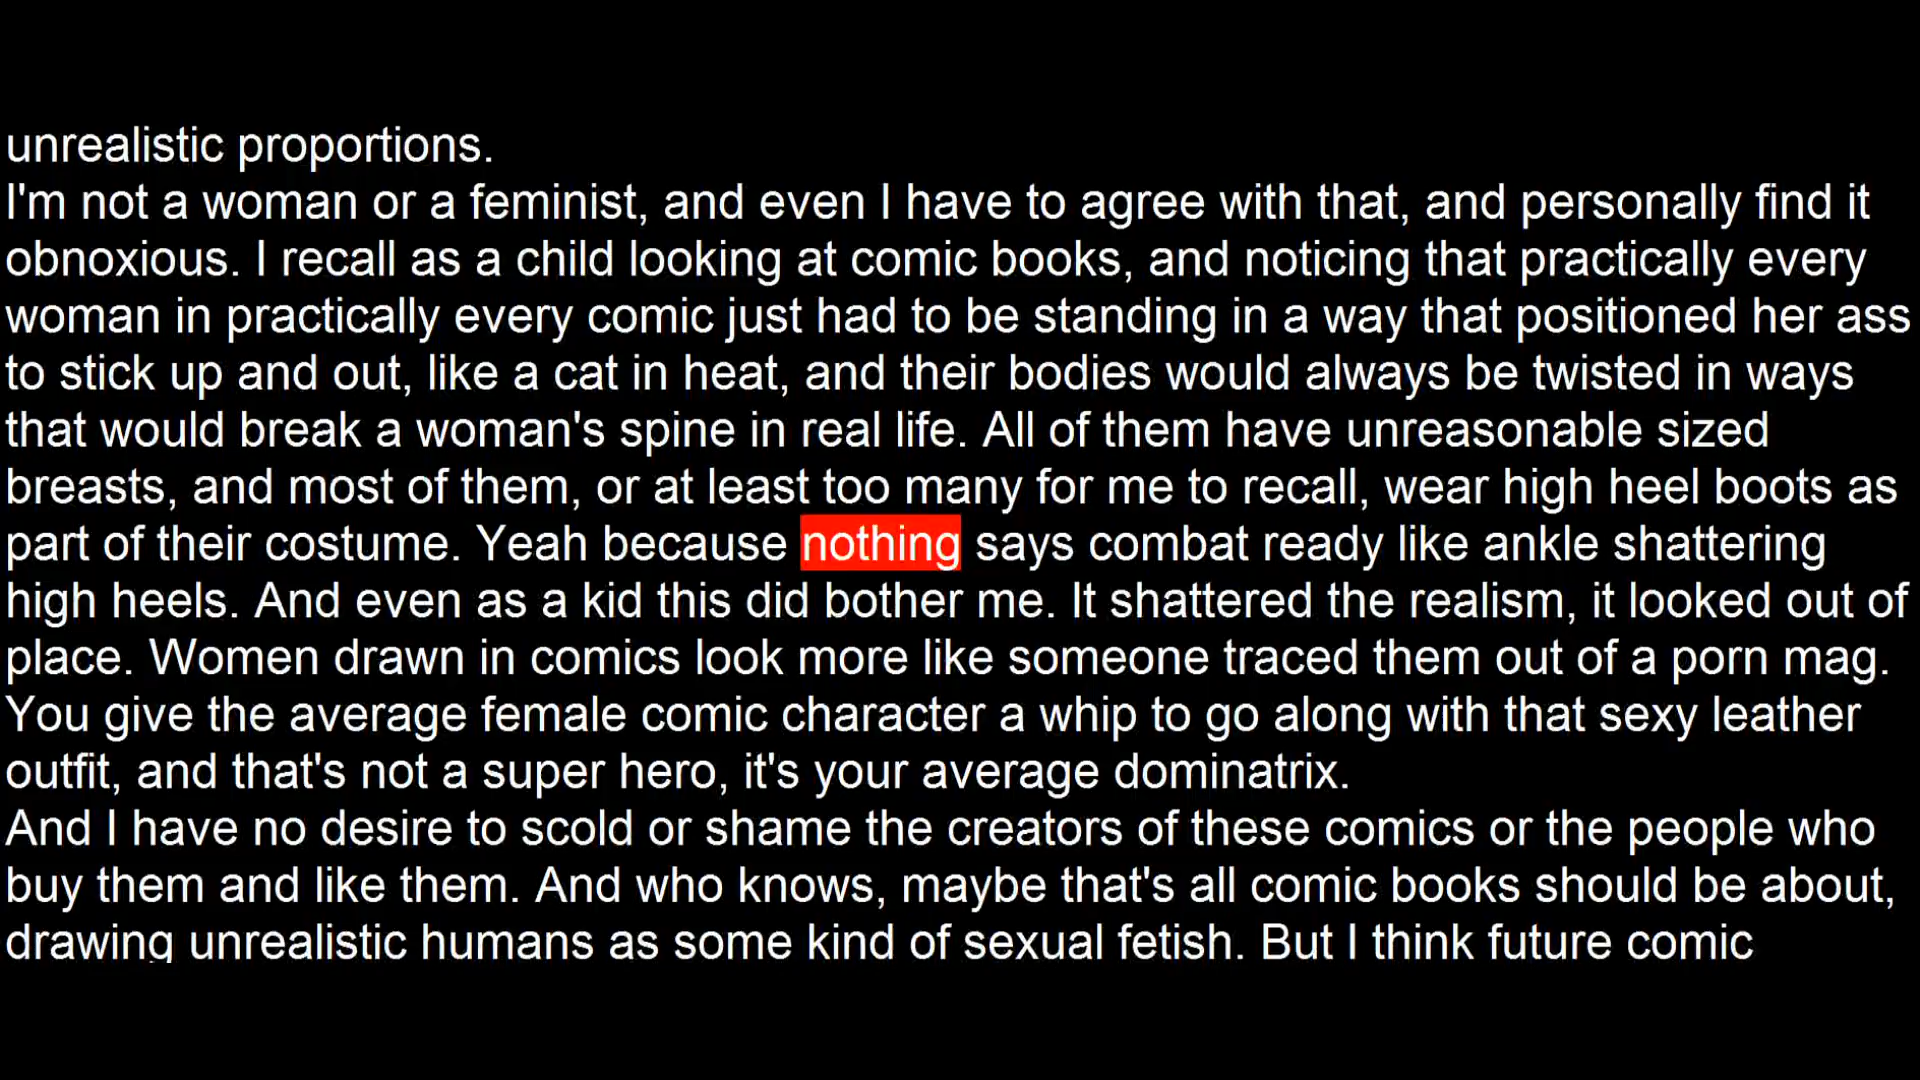 unrealistic proportions.
I'm not a woman or a feminist, and even I have to agree with that, and personally find it
obnoxious. I recall as a child looking at comic books, and noticing that practically every
woman in practically every comic just had to be standing in a way that positioned her ass
to stick up and out, like a cat in heat, and their bodies would always be twisted in ways
that would break a woman's spine in real life. All of them have unreasonable sized
breasts, and most of them, or at least too many for me to recall, wear high heel boots as
part of their costume. Yeah because nothing says combat ready like ankle shattering
high heels. And even as a kid this did bother me. It shattered the realism, it looked out of
place. Women drawn in comics look more like someone traced them out of a porn mag.
You give the average female comic character a whip to go along with that sexy leather
outfit, and that's not a super hero, it's your average dominatrix.
And I have no desire to scold or shame the creators of these comics or the people who
buy them and like them. And who knows, maybe that's all comic books should be about,
drawing unrealistic humans as some kind of sexual fetish. But I think future comic